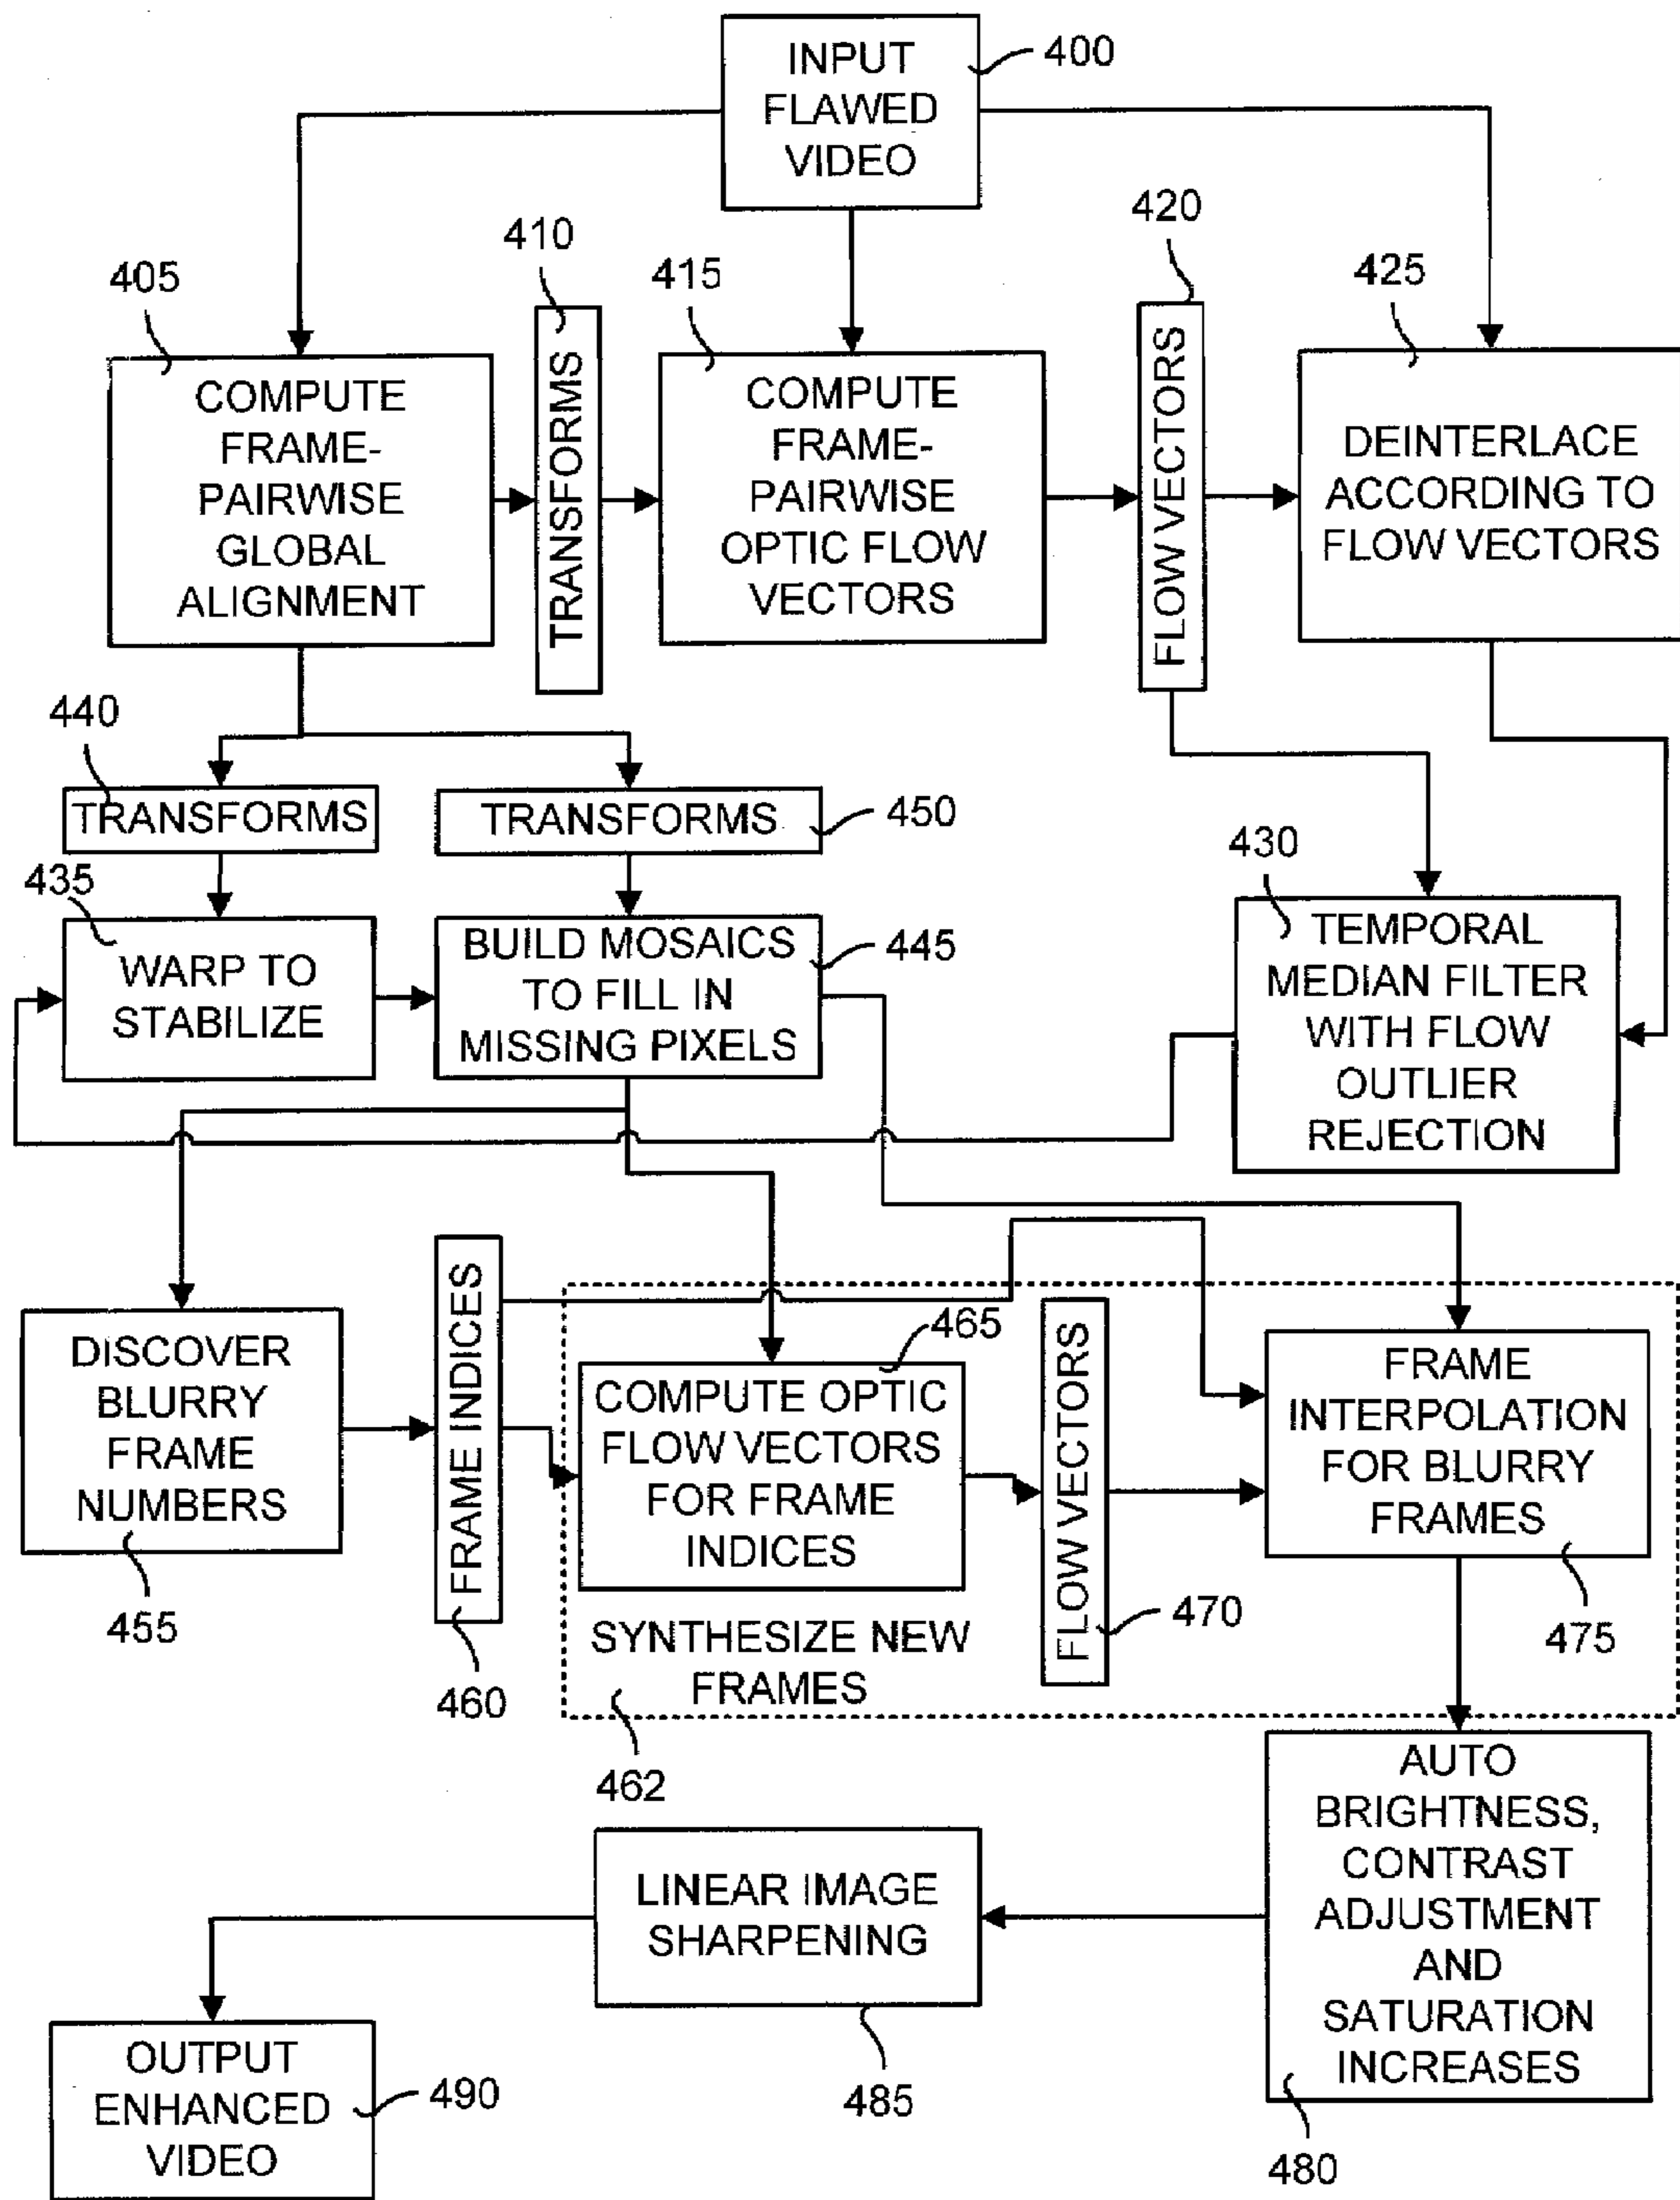 INPUT
FLAWED
VIDEO
400
405
COMPUTE
FRAME-
PAIRWISE
GLOBAL
ALIGNMENT
410
TRANSFORMS
415
COMPUTE
FRAME-
PAIRWISE
OPTIC FLOW
VECTORS
420
FLOW VECTORS
425
DEINTERLACE
ACCORDING TO
FLOW VECTORS
440
TRANSFORMS
TRANSFORMS
450
435
WARP TO
STABILIZE
BUILD MOSAICS
TO FILL IN
MISSING PIXELS
445
430
TEMPORAL
MEDIAN FILTER
WITH FLOW
OUTLIER
REJECTION
DISCOVER
BLURRY
FRAME
NUMBERS
455
FRAME INDICES
460
465
COMPUTE OPTIC
FLOW VECTORS
FOR FRAME
INDICES
SYNTHESIZE NEW
FRAMES
462
FLOW VECTORS
470
FRAME
INTERPOLATION
FOR BLURRY
FRAMES
475
AUTO
BRIGHTNESS,
CONTRAST
ADJUSTMENT
AND
SATURATION
INCREASES
480
LINEAR IMAGE
SHARPENING
485
OUTPUT
ENHANCED
VIDEO
490